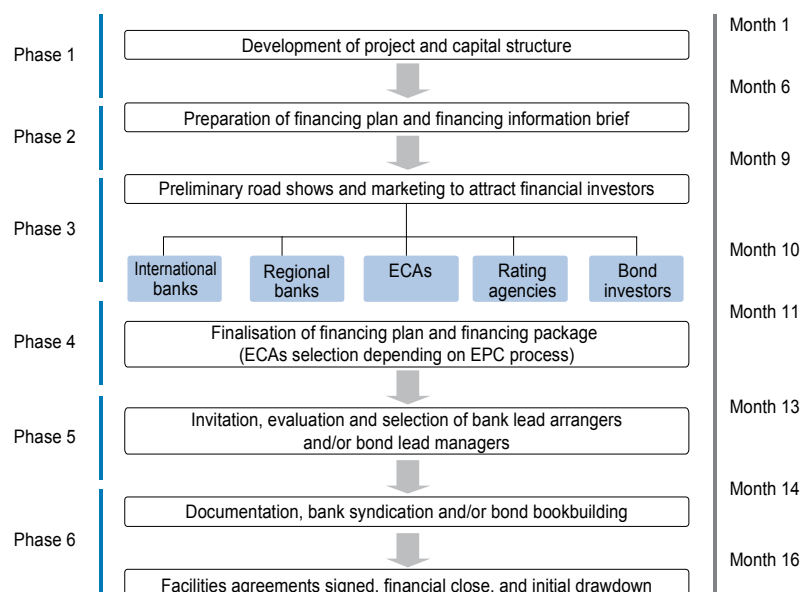 Month 1
Development of project and capital structure
Phase 1
Month 6
Preparation of financing plan and financing information brief
Phase 2
Month 9
Preliminary road shows and marketing to attract financial investors
Phase 3
Month 10
International
banks
Regional
banks
ECAs
Rating
agencies
Bond
investors
Month 11
Finalisation of financing plan and financing package
(ECAs selection depending on EPC process)
Phase 4
Month 13
Invitation, evaluation and selection of bank lead arrangers
and/or bond lead managers
Phase 5
Month 14
Documentation, bank syndication and/or bond bookbuilding
Phase 6
Month 16
Facilities agreements signed, financial close, and initial drawdown